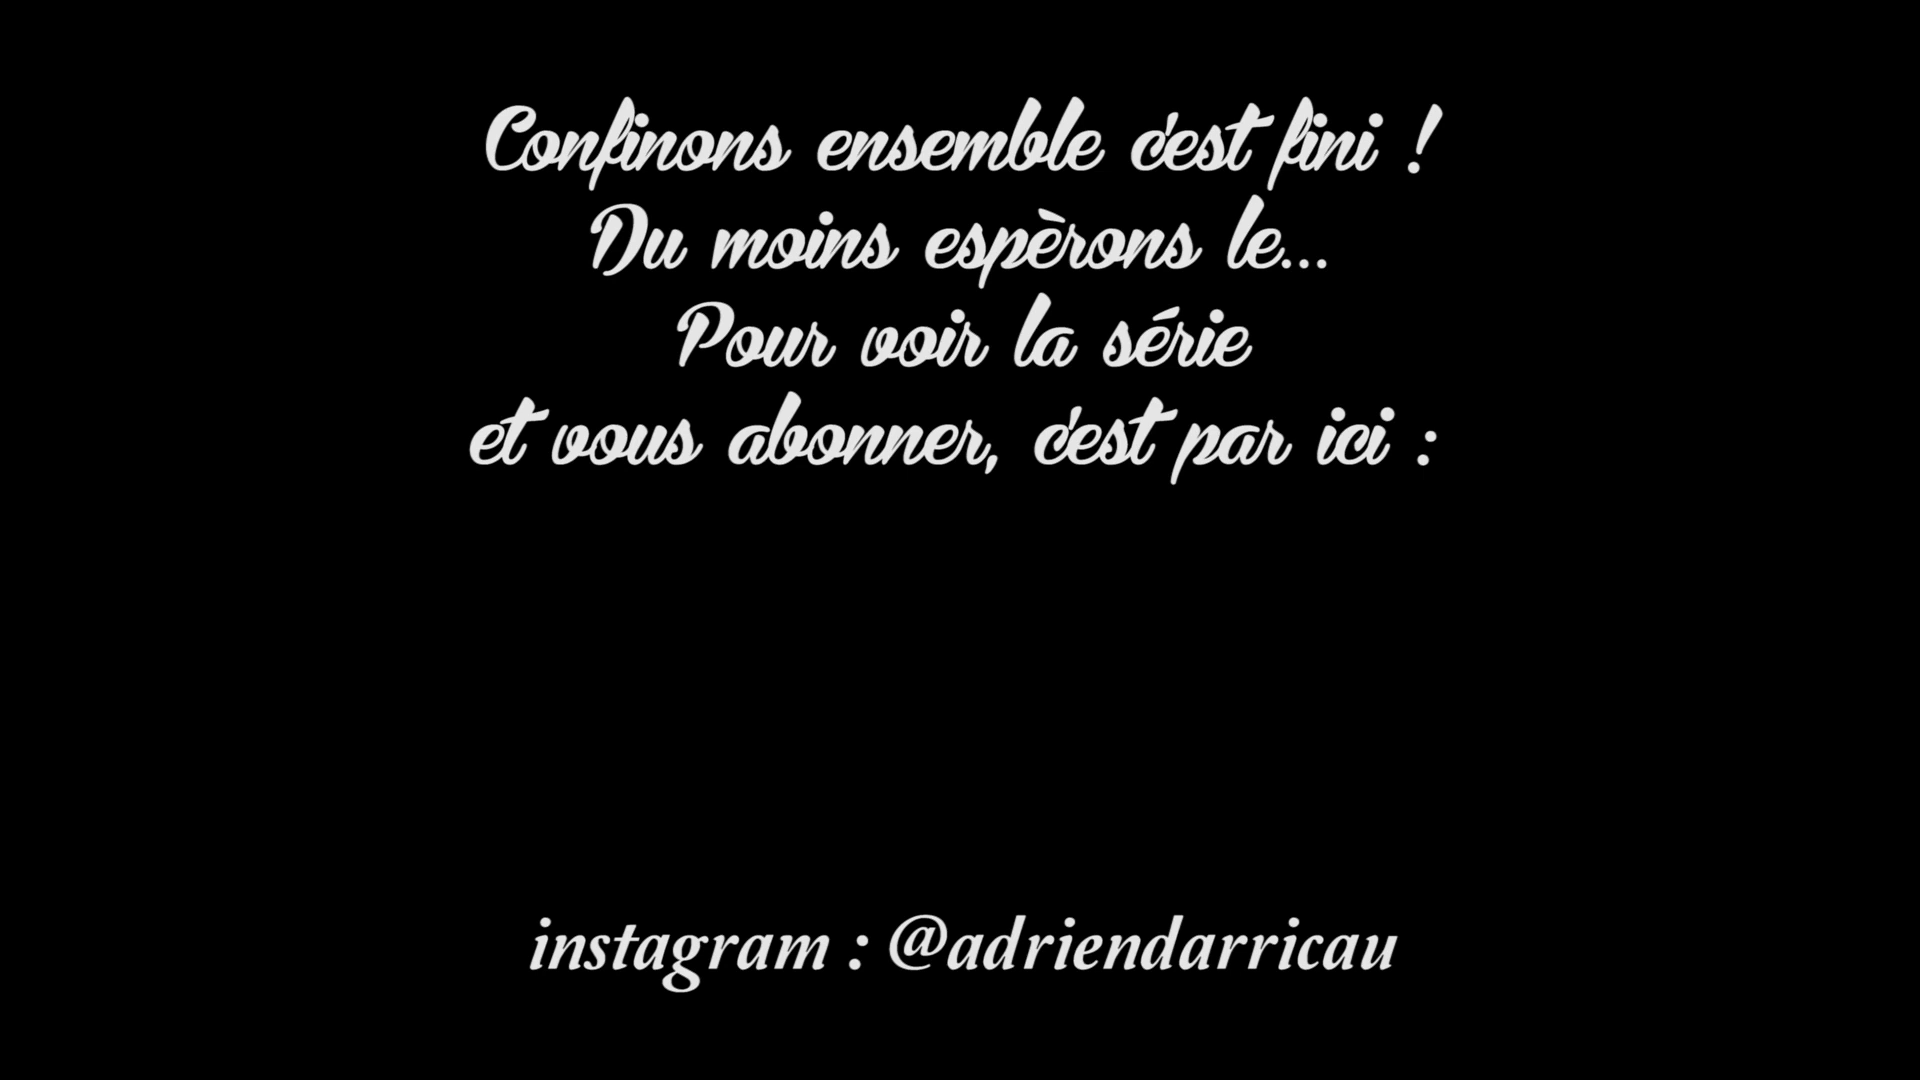 Confinons ensemble c'est fini !
Du moins espèrons le...
Pour voir la série
et vous abonner, c'est par ici :
instagram : @adriendarricau